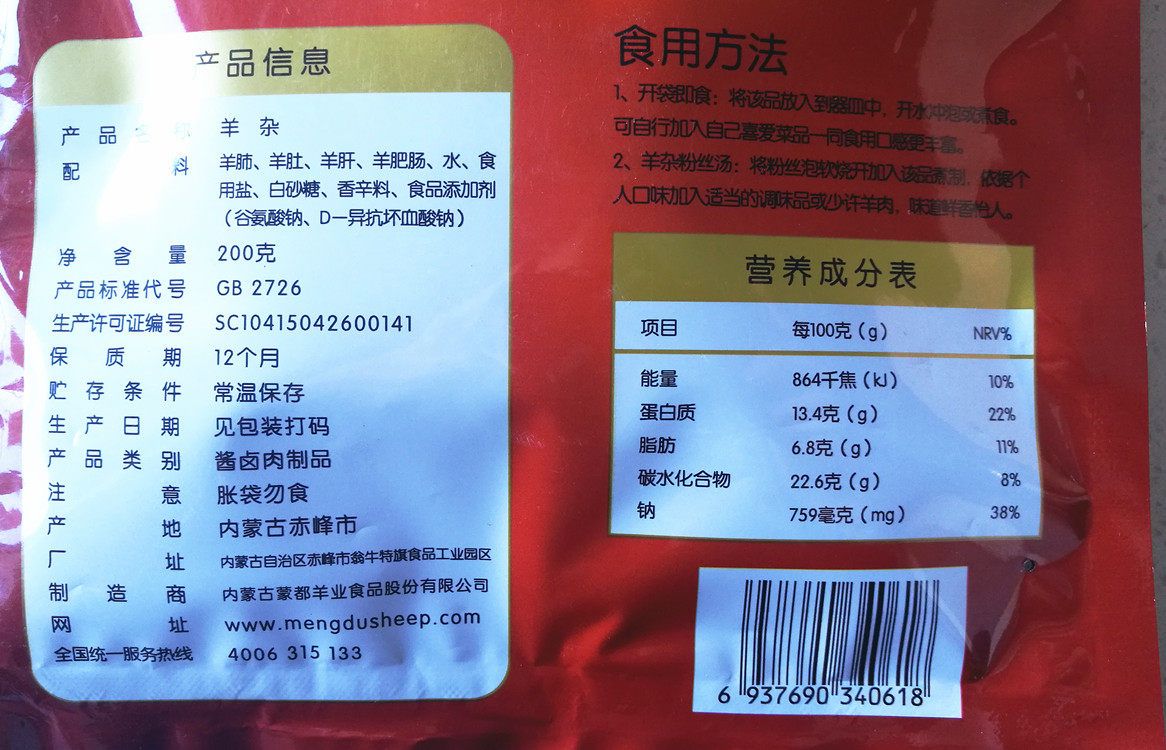 产品信息
产品名称 羊杂
配料 羊肺、羊肚、羊肝、羊肥肠、水、食
用盐、白砂糖、香辛料、食品添加剂
（谷氨酸钠、D一异抗坏血酸钠）
净含量 200克
产品标准代号 GB 2726
生产许可证编号 SC10415042600141
保质期 12个月
贮存条件 常温保存
生产日期 见包装打码
产品类别 酱卤肉制品
注意 胀袋勿食
产地 内蒙古赤峰市
厂址 内蒙古自治区赤峰市翁牛特旗食品工业园区
制造商 内蒙古蒙都羊业食品股份有限公司
网址 www.mengdusheep.com
全国统一服务热线 4006 315 133
食用方法
1、开袋即食：将该品放入到器皿中，开水冲泡或煮食。
可自行加入自己喜爱菜品一同食用口感更丰富。
2、羊杂粉丝汤：将粉丝泡软烧开加入该品煮制，依据个
人口味加入适当的调味品或少许羊肉，味道鲜香怡人。
营养成分表
项目 每100克（g） NRV%
能量 864千焦（kJ） 10%
蛋白质 13.4克（g） 22%
脂肪 6.8克（g） 11%
碳水化合物 22.6克（g） 8%
钠 759毫克（mg） 38%
6 937690 340618